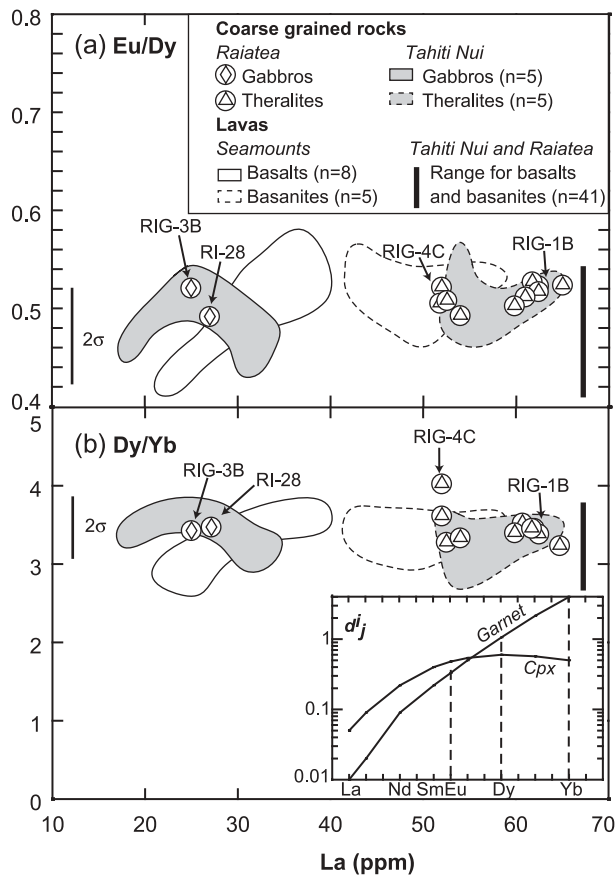 0.8
0.7
0.6
0.5
0.4
(a) Eu/Dy
Coarse grained rocks
Raiatea
Gabbros
Theralites
Tahiti Nui
Gabbros (n=5)
Theralites (n=5)
Lavas
Seamounts
Basalts (n=8)
Basanites (n=5)
Tahiti Nui and Raiatea
Range for basalts
and basanites (n=41)
RIG-3B
RI-28
RIG-4C
RIG-1B
2σ
5
4
3
2
1
0
(b) Dy/Yb
RIG-3B
RI-28
RIG-4C
RIG-1B
2σ
dij
Garnet
Cpx
1
0.1
0.01
La Nd Sm Eu Dy Yb
10 20 30 40 50 60 70
La (ppm)